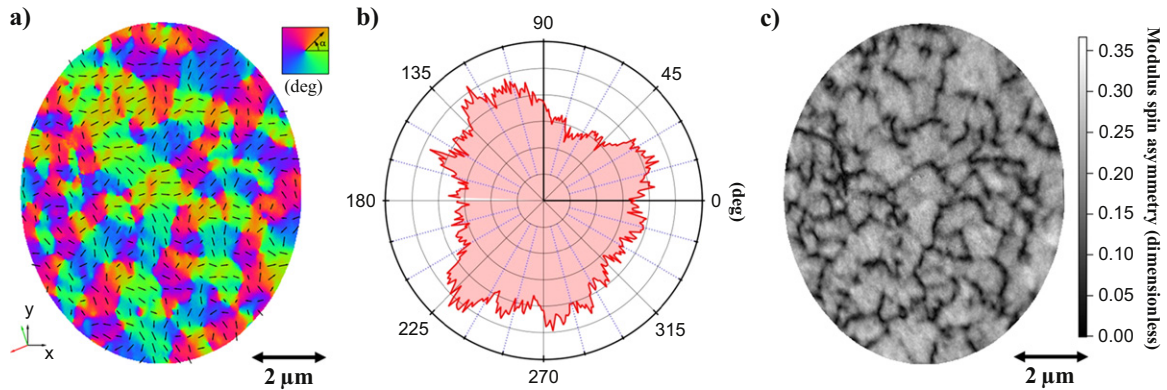 a)
α
(deg)
y
x
2 µm
b)
90
135
45
180
0
(deg)
225
315
270
c)
0.35
0.30
0.25
0.20
0.15
0.10
0.05
0.00
Modulus spin asymmetry (dimensionless)
2 µm